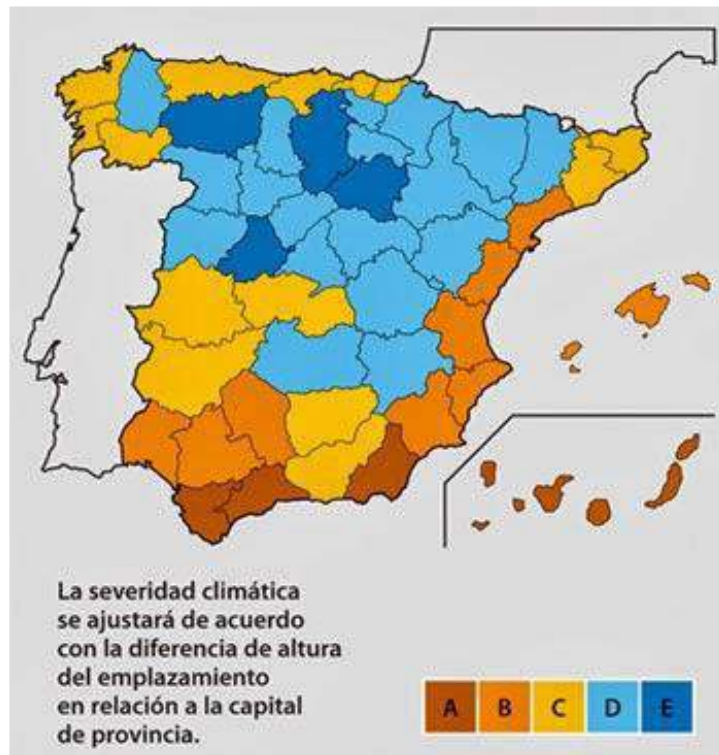 La severidad climática
se ajustará de acuerdo
con la diferencia de altura
del emplazamiento
en relación a la capital
de provincia.
A B C D E